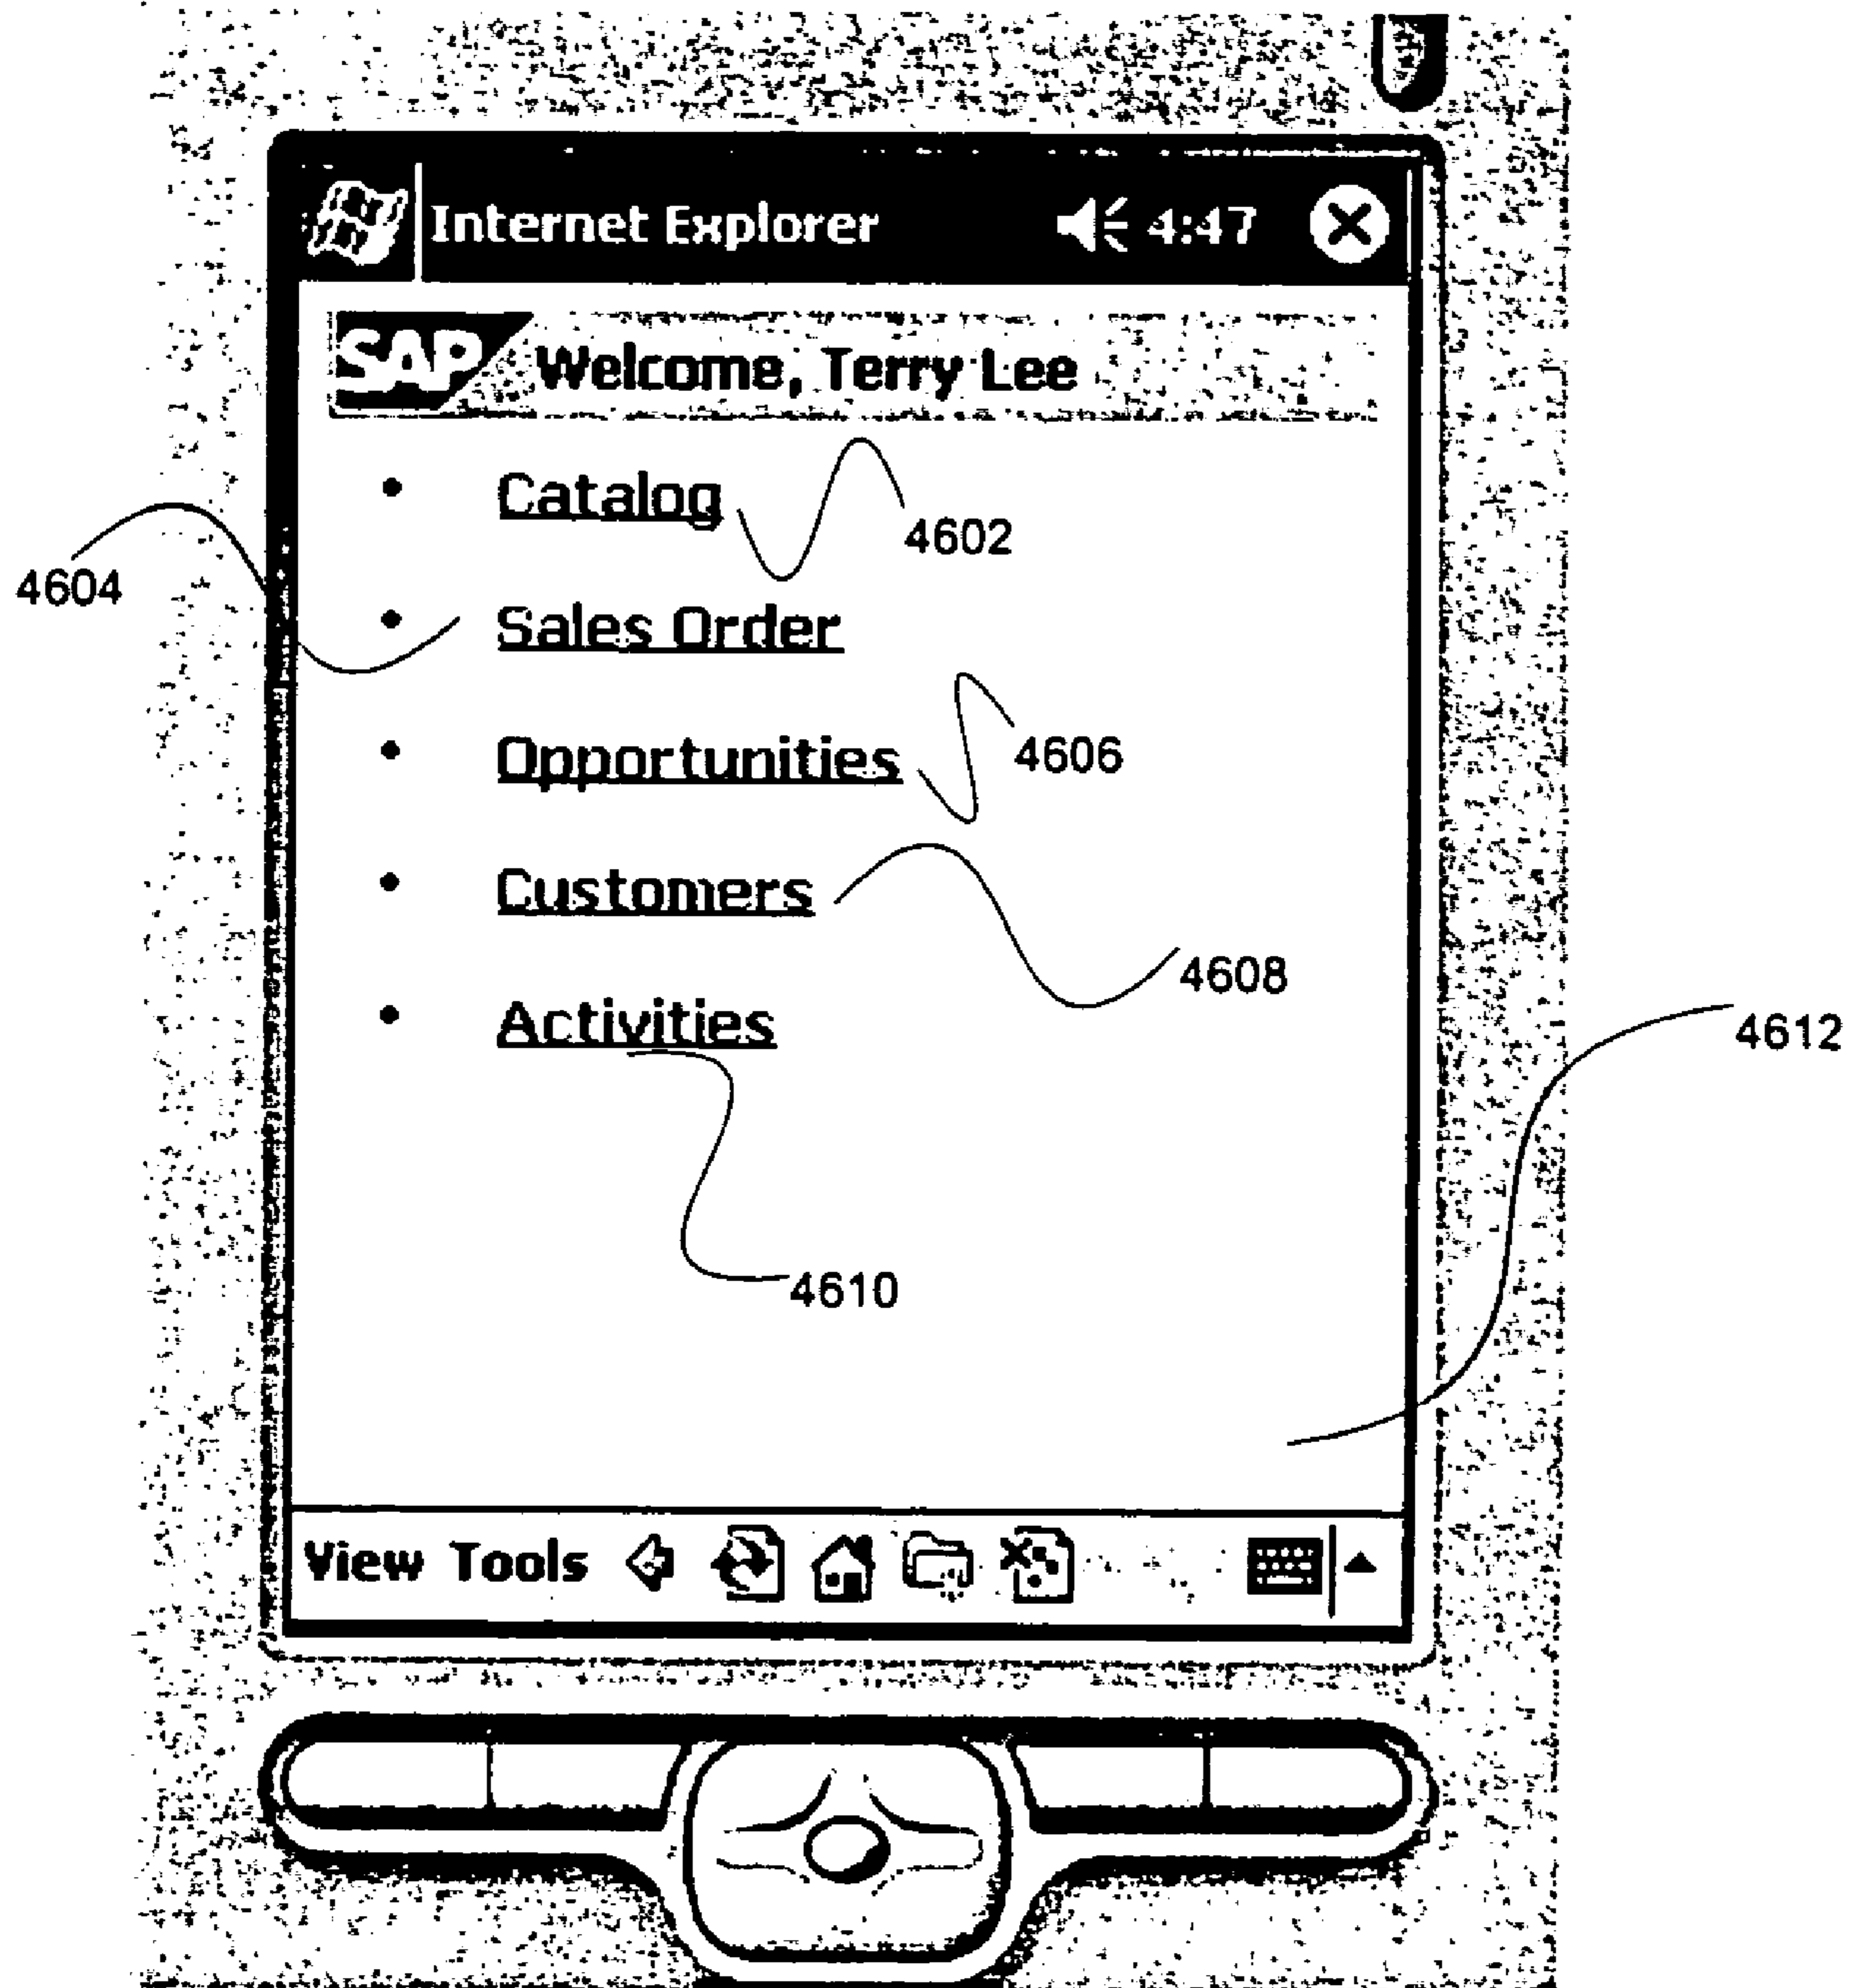 Internet Explorer 4:47
SAP Welcome, Terry Lee
• Catalog
4602
4604
• Sales Order
• Opportunities
4606
• Customers
4608
• Activities
4612
4610
View Tools